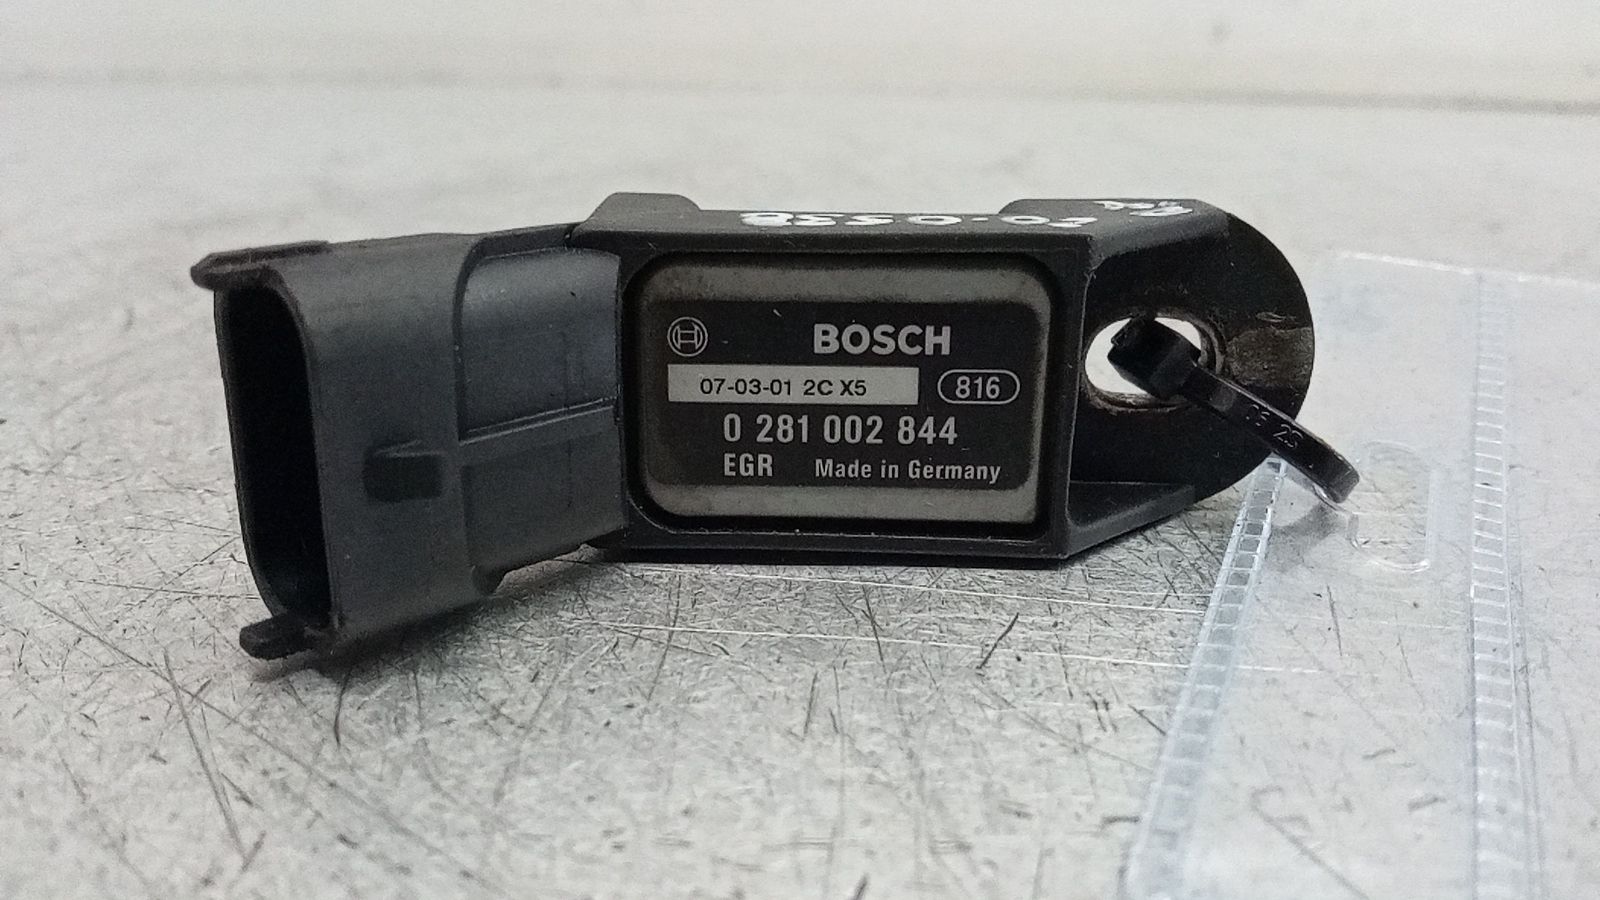 BOSCH
07-03-01 2C X5
816
0 281 002 844
EGR Made in Germany